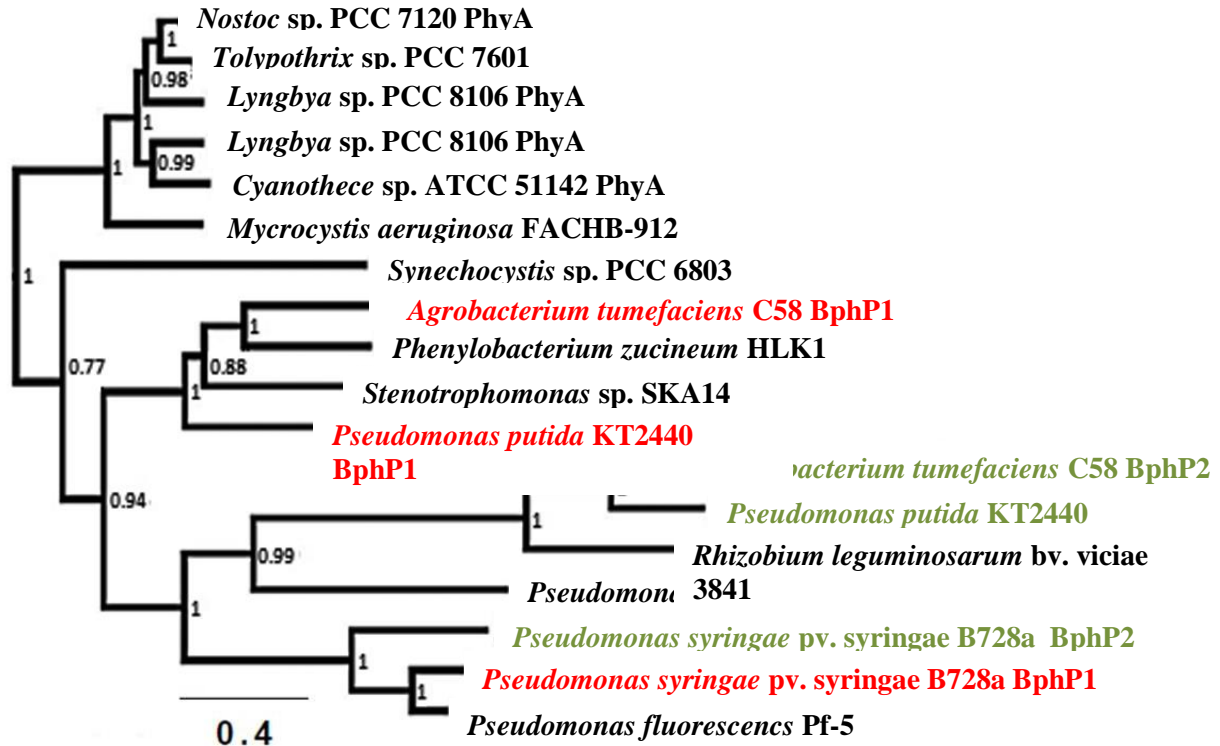 Nostoc sp. PCC 7120 PhyA
1
Tolypothrix sp. PCC 7601
0.98
Lyngbya sp. PCC 8106 PhyA
1
Lyngbya sp. PCC 8106 PhyA
0.99
1
Cyanothece sp. ATCC 51142 PhyA
Mycrocystis aeruginosa FACHB-912
1
Synechocystis sp. PCC 6803
Agrobacterium tumefaciens C58 BphP1
1
Phenylobacterium zucineum HLK1
0.77
0.88
Stenotrophomonas sp. SKA14
1
Pseudomonas putida KT2440
BphP1
bacterium tumefaciens C58 BphP2
0.94
Pseudomonas putida KT2440
1
Rhizobium leguminosarum bv. viciae
3841
0.99
Pseudomona
1
Pseudomonas syringae pv. syringae B728a BphP2
1
Pseudomonas syringae pv. syringae B728a BphP1
1
Pseudomonas fluorescencs Pf-5
0.4